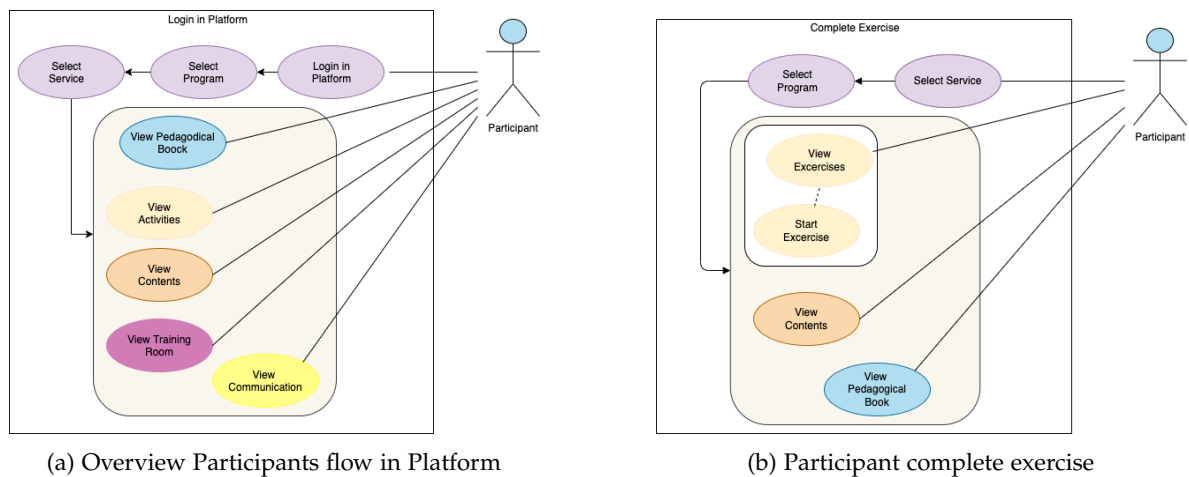 Login in Platform
Select
Service
Select
Program
Login in
Platform
Participant
View Pedagodical
Boock
View
Activities
View
Contents
View Training
Room
View
Communication
(a) Overview Participants flow in Platform
Complete Exercise
Select
Program
Select Service
Participant
View
Excercises
Start
Excercise
View
Contents
View
Pedagogical
Book
(b) Participant complete exercise